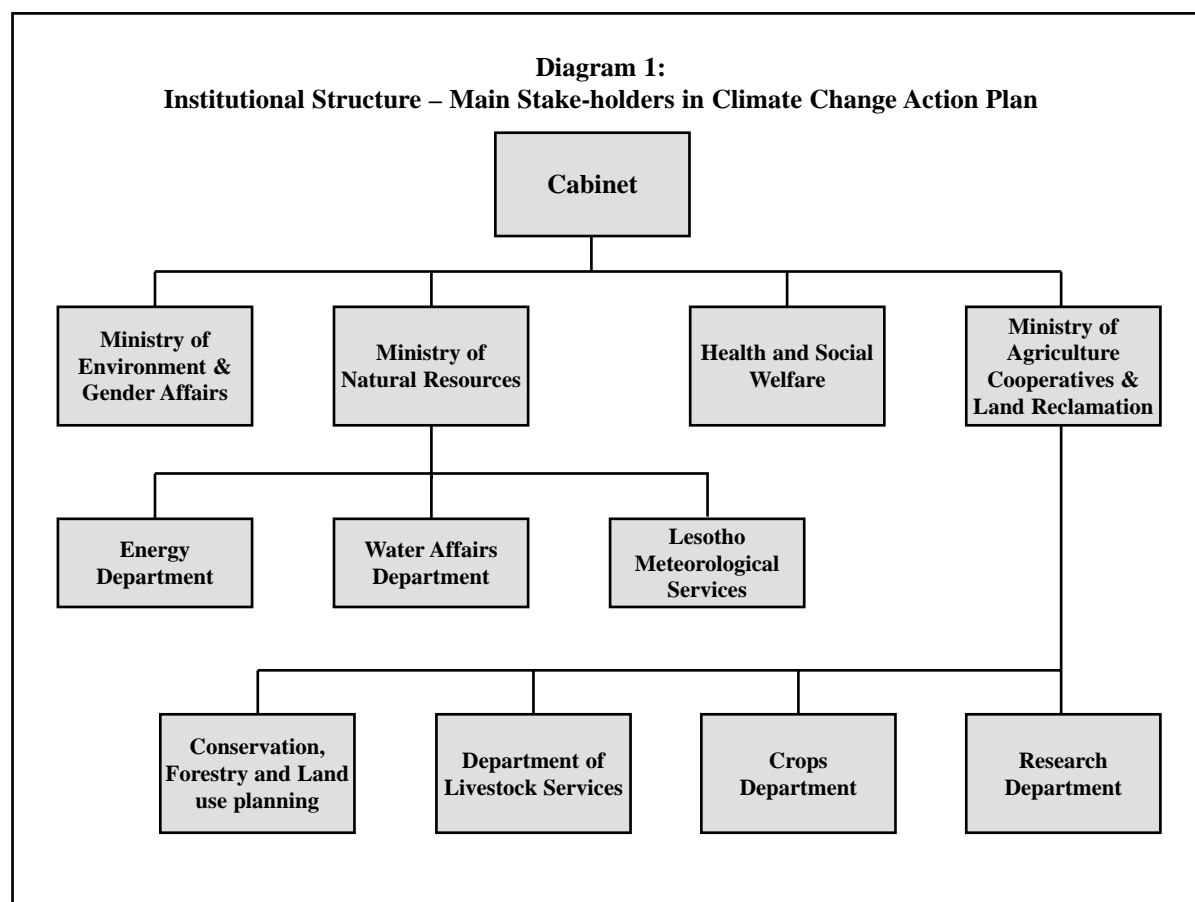 Diagram 1:
Institutional Structure – Main Stake-holders in Climate Change Action Plan
Cabinet
Ministry of
Environment &
Gender Affairs
Ministry of
Natural Resources
Health and Social
Welfare
Ministry of
Agriculture
Cooperatives &
Land Reclamation
Energy
Department
Water Affairs
Department
Lesotho
Meteorological
Services
Conservation,
Forestry and Land
use planning
Department of
Livestock Services
Crops
Department
Research
Department